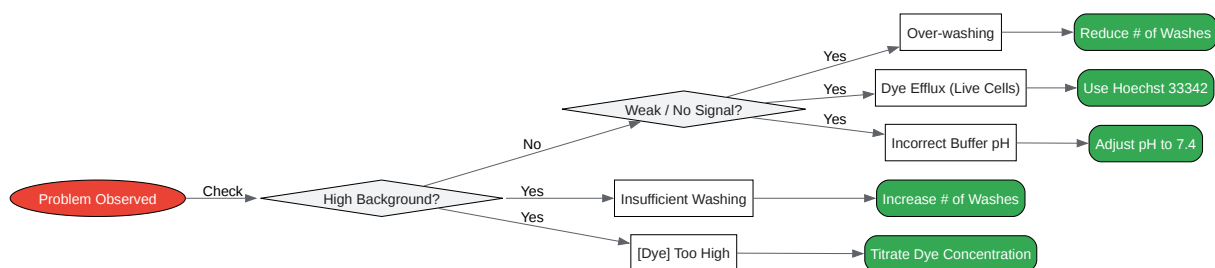 Over-washing
Reduce # of Washes
Yes
Dye Efflux (Live Cells)
Use Hoechst 33342
Yes
Weak / No Signal?
Yes
Incorrect Buffer pH
Adjust pH to 7.4
No
Problem Observed
Check
High Background?
Yes
Insufficient Washing
Increase # of Washes
Yes
[Dye] Too High
Titrate Dye Concentration